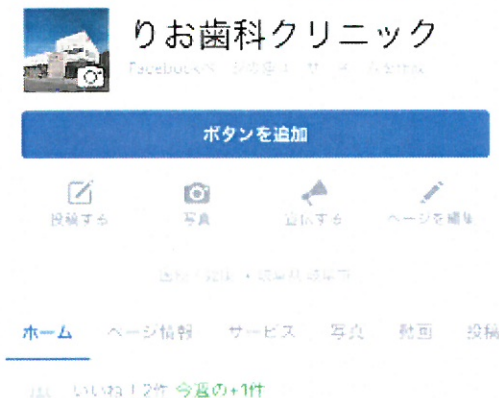 りお歯科クリニック
ボタンを追加
投稿する 写真 宣伝する ページを編集
ホーム ページ情報 サービス 写真 動画 投稿
いいね！2件 今週の+1件